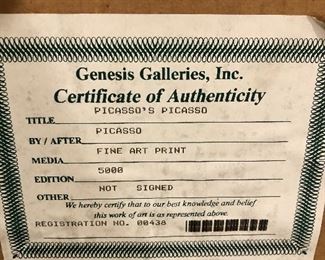 Genesis Galleries, Inc.
Certificate of Authenticity
PICASSO'S PICASSO
TITLE
PICASSO
BY / AFTER
FINE ART PRINT
MEDIA
5000
EDITION
NOT SIGNED
OTHER
We hereby certify that to our best knowledge and belief
this work of art is as represented above.
REGISTRATION NO. 00438